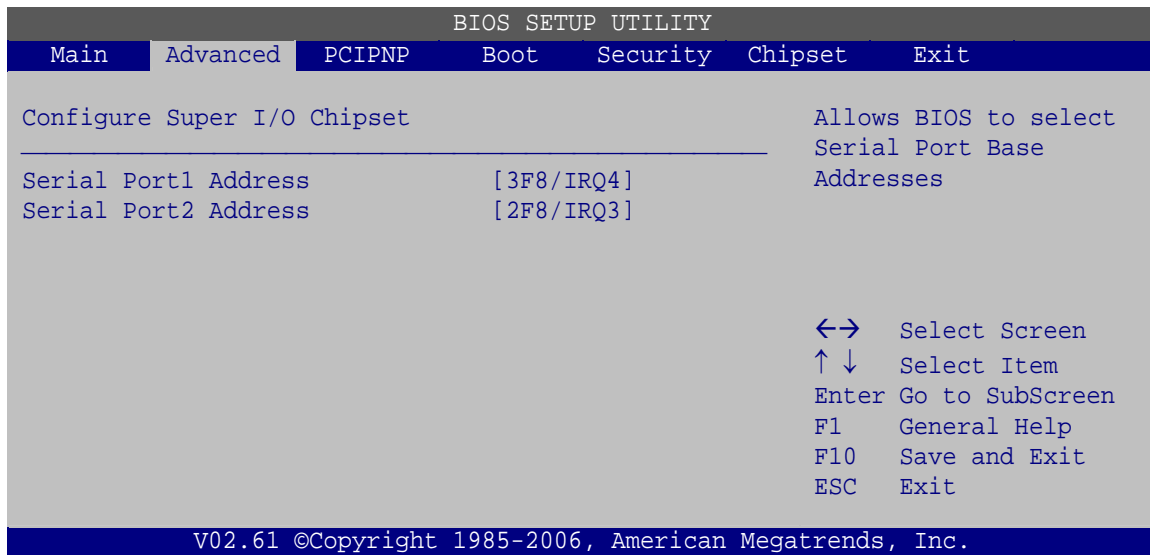 BIOS SETUP UTILITY
Main Advanced PCIPNP Boot Security Chipset Exit
Configure Super I/O Chipset
Serial Port1 Address [3F8/IRQ4]
Serial Port2 Address [2F8/IRQ3]
Allows BIOS to select
Serial Port Base
Addresses
←→ Select Screen
↑ ↓ Select Item
Enter Go to SubScreen
F1 General Help
F10 Save and Exit
ESC Exit
V02.61 ©Copyright 1985-2006, American Megatrends, Inc.